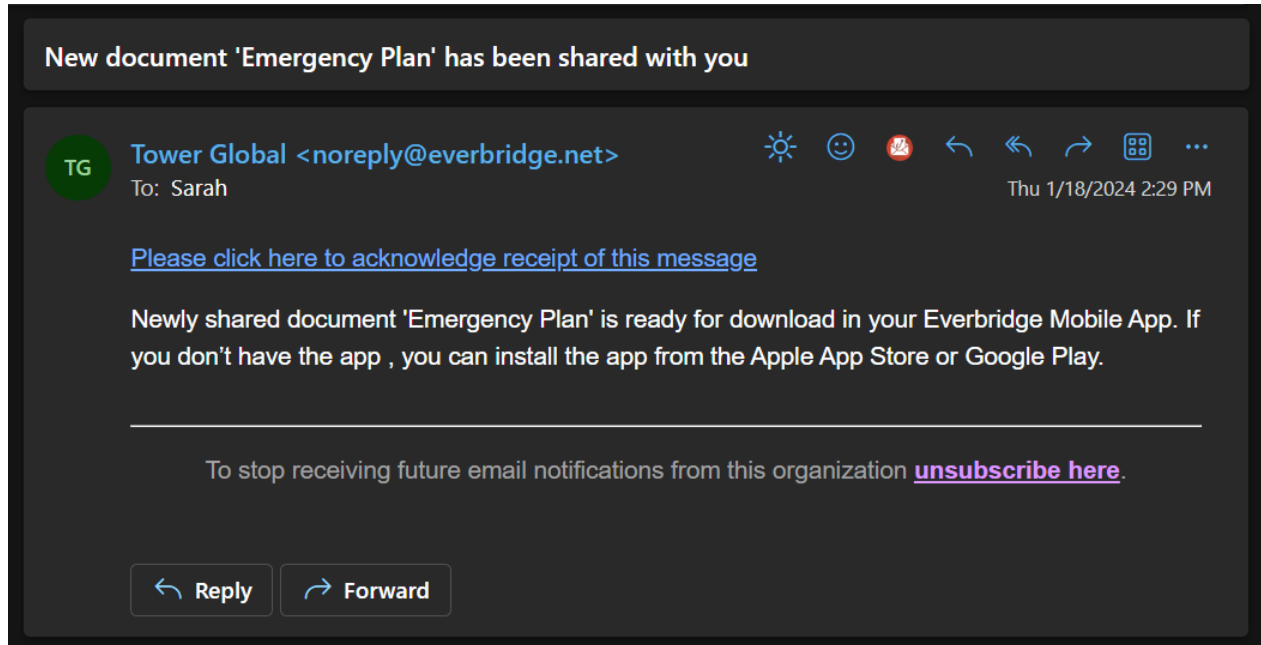 New document 'Emergency Plan' has been shared with you
TG
Tower Global <noreply@everbridge.net>
To: Sarah
Thu 1/18/2024 2:29 PM
Please click here to acknowledge receipt of this message
Newly shared document 'Emergency Plan' is ready for download in your Everbridge Mobile App. If
you don’t have the app , you can install the app from the Apple App Store or Google Play.
To stop receiving future email notifications from this organization unsubscribe here.
Reply
Forward